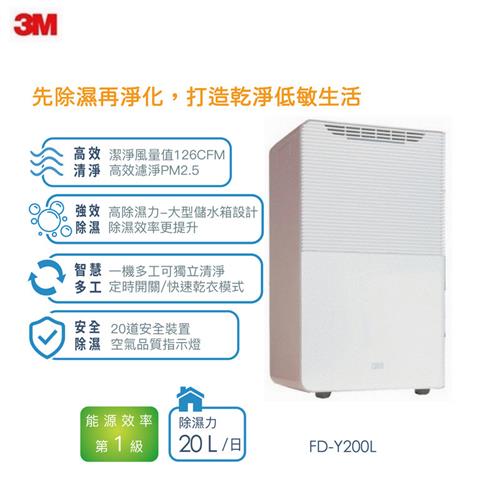 3M
先除濕再淨化，打造乾淨低敏生活
高效
清淨
潔淨風量值126CFM
高效濾淨PM2.5
強效
除濕
高除濕力-大型儲水箱設計
除濕效率更提升
智慧
多工
一機多工可獨立清淨
定時開關/快速乾衣模式
安全
除濕
20道安全裝置
空氣品質指示燈
能源效率
第1級
除濕力
20L/日
3M
FD-Y200L